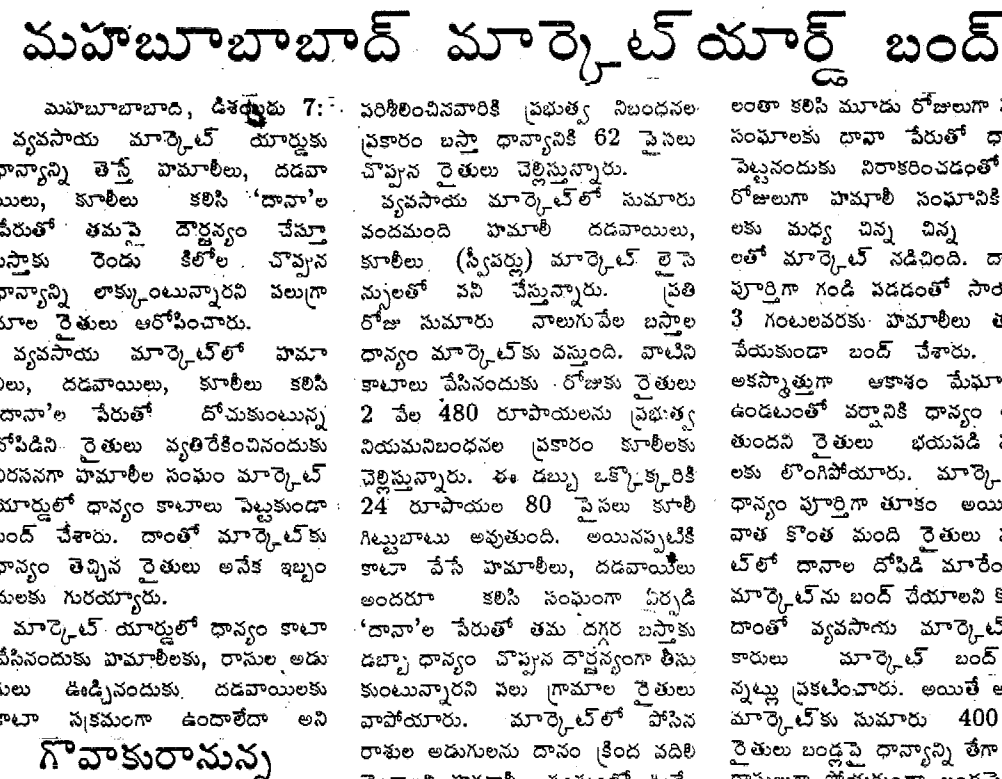 మహబూబాబాద్ మార్కెట్‌యార్డ్ బంద్
మహబూబాబాది, 7:
వ్యవసాయ మార్కెట్ యార్డుకు
ధాన్యాన్ని తెస్తే హమాలీలు, దడవా
యిలు, కూలీలు కలిసి 'దానా'ల
పేరుతో తమపై దౌర్జన్యం చేస్తూ
బస్తాకు రెండు కిలోల చొప్పున
ధాన్యాన్ని లాక్కుంటున్నారని పలుగ్రా
మాల రైతులు ఆరోపించారు.
వ్యవసాయ మార్కెట్‌లో హమా
లీలు, దడవాయిలు, కూలీలు కలిసి
'దానా'ల పేరుతో దోచుకుంటున్న
దోపిడిని రైతులు వ్యతిరేకించినందుకు
నిరసనగా హమాలీల సంఘం మార్కెట్
యార్డులో ధాన్యం కాటాలు పెట్టకుండా
బంద్ చేశారు. దాంతో మార్కెట్‌కు
ధాన్యం తెచ్చిన రైతులు అనేక ఇబ్బం
దులకు గురయ్యారు.
మార్కెట్ యార్డులో ధాన్యం కాటా
వేసినందుకు హమాలీలకు, రాసుల అడు
గులు ఊడ్చినందుకు దడవాయిలకు
కాటా సక్రమంగా ఉందాలేదా అని
గొవాకురానున్న
పరిశీలించినవారికి ప్రభుత్వ నిబంధనల
ప్రకారం బస్తా ధాన్యానికి 62 పైసలు
చొప్పున రైతులు చెల్లిస్తున్నారు.
వ్యవసాయ మార్కెట్‌లో సుమారు
వందమంది హమాలీ దడవాయిలు,
కూలీలు (స్వీపర్లు) మార్కెట్ లైసె
న్సులతో పని చేస్తున్నారు. ప్రతి
రోజు సుమారు నాలుగువేల బస్తాల
ధాన్యం మార్కెట్‌కు వస్తుంది. వాటిని
కాటాలు వేసినందుకు రోజుకు రైతులు
2 వేల 480 రూపాయలను ప్రభుత్వ
నియమనిబంధనల ప్రకారం కూలీలకు
చెల్లిస్తున్నారు. ఈ డబ్బు ఒక్కొక్కరికి
24 రూపాయల 80 పైసలు కూలీ
గిట్టుబాటు అవుతుంది. అయినప్పటికి
కాటా వేసే హమాలీలు, దడవాయిలు
అందరూ కలిసి సంఘంగా ఏర్పడి
'దానా'ల పేరుతో తమ దగ్గర బస్తాకు
డబ్బా ధాన్యం చొప్పున దౌర్జన్యంగా తీసు
కుంటున్నారని పలు గ్రామాల రైతులు
వాపోయారు. మార్కెట్‌లో పోసిన
రాశుల అడుగులను దానం క్రింద వదిలి
లంతా కలిసి మూడు రోజులుగా
సంఘాలకు ధానా పేరుతో
పెట్టనందుకు నిరాకరించడంతో
రోజులుగా హమాలీ సంఘానికి
లకు మధ్య చిన్న చిన్న
లతో మార్కెట్ నడిచింది.
పూర్తిగా గండి పడడంతో
3 గంటలవరకు హమాలీలు
వేయకుండా బంద్ చేశారు.
అకస్మాత్తుగా ఆకాశం మేఘా
ఉండటంతో వర్షానికి ధాన్యం
తుందని రైతులు భయపడి
లకు లొంగిపోయారు. మార్కె
ధాన్యం పూర్తిగా తూకం అయి
వాత కొంత మంది రైతులు
ట్‌లో దానాల దోపిడి
మార్కెట్‌ను బంద్ చేయాలని
దాంతో వ్యవసాయ మార్కెట్
కారులు మార్కెట్ బంద్
న్నట్లు ప్రకటించారు. అయితే
మార్కెట్‌కు సుమారు 400
రైతులు బండ్లపై ధాన్యాన్ని తేగా